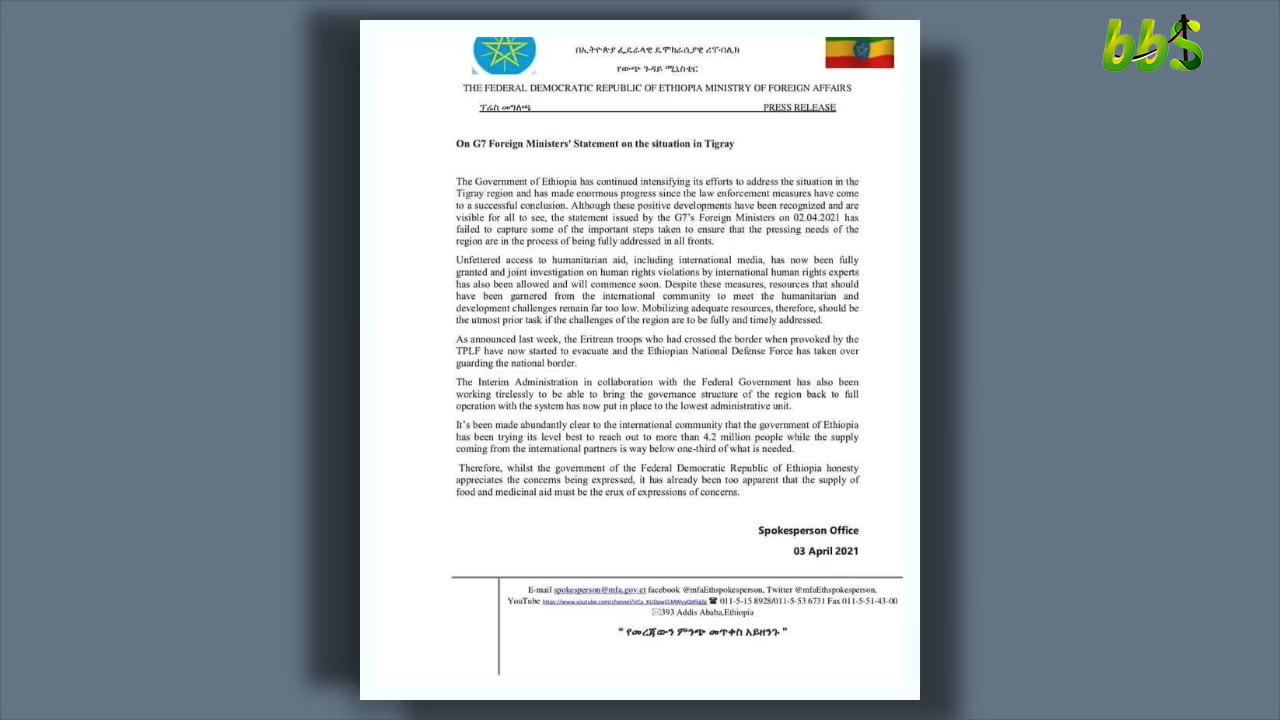 bbS
በኢትዮጵያ ፌደራላዊ ዴሞክራሲያዊ ሪፐብሊክ
የውጭ ጉዳይ ሚኒስቴር
THE FEDERAL DEMOCRATIC REPUBLIC OF ETHIOPIA MINISTRY OF FOREIGN AFFAIRS
ፕሬስ መግለጫ PRESS RELEASE
On G7 Foreign Ministers' Statement on the situation in Tigray
The Government of Ethiopia has continued intensifying its efforts to address the situation in the
Tigray region and has made enormous progress since the law enforcement measures have come
to a successful conclusion. Although these positive developments have been recognized and are
visible for all to see, the statement issued by the G7's Foreign Ministers on 02.04.2021 has
failed to capture some of the important steps taken to ensure that the pressing needs of the
region are in the process of being fully addressed in all fronts.
Unfettered access to humanitarian aid, including international media, has now been fully
granted and joint investigation on human rights violations by international human rights experts
has also been allowed and will commence soon. Despite these measures, resources that should
have been garnered from the international community to meet the humanitarian and
development challenges remain far too low. Mobilizing adequate resources, therefore, should be
the utmost prior task if the challenges of the region are to be fully and timely addressed.
As announced last week, the Eritrean troops who had crossed the border when provoked by the
TPLF have now started to evacuate and the Ethiopian National Defense Force has taken over
guarding the national border.
The Interim Administration in collaboration with the Federal Government has also been
working tirelessly to be able to bring the governance structure of the region back to full
operation with the system has now put in place to the lowest administrative unit.
It's been made abundantly clear to the international community that the government of Ethiopia
has been trying its level best to reach out to more than 4.2 million people while the supply
coming from the international partners is way below one-third of what is needed.
Therefore, whilst the government of the Federal Democratic Republic of Ethiopia honesty
appreciates the concerns being expressed, it has already been too apparent that the supply of
food and medicinal aid must be the crux of expressions of concerns.
Spokesperson Office
03 April 2021
E-mail spokesperson@mfa.gov.et facebook @mfaEthspokesperson, Twitter @mfaEthspokesperson,
YouTube ☎ 011-5-15 8928/011-5-53 6731 Fax 011-5-51-43-00
✉393 Addis Ababa,Ethiopia
“ የመረጃውን ምንጭ መጥቀስ አይዘንጉ ”